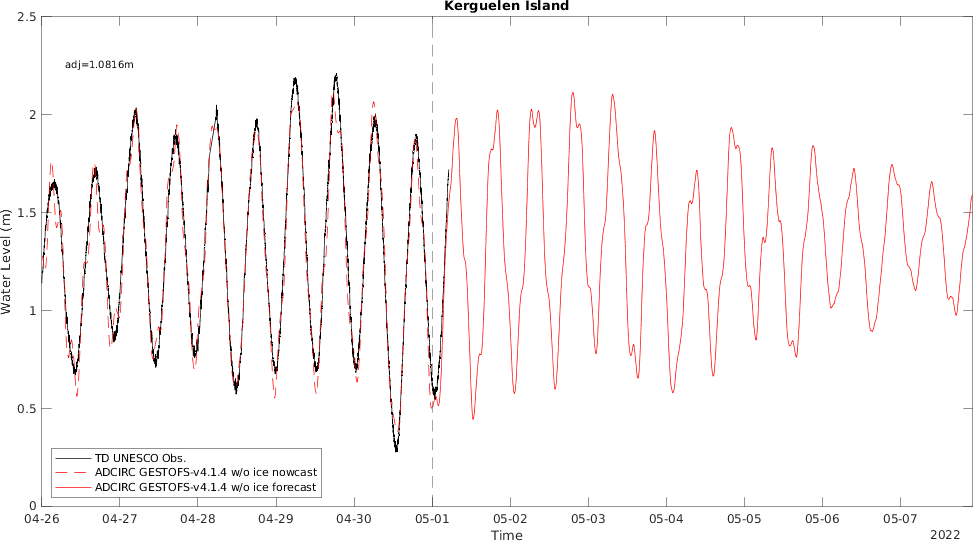 Kerguelen Island
2.5
adj=1.0816m
2
1.5
Water Level (m)
1
0.5
TD UNESCO Obs.
ADCIRC GESTOFS-v4.1.4 w/o ice nowcast
ADCIRC GESTOFS-v4.1.4 w/o ice forecast
0
04-26 04-27 04-28 04-29 04-30 05-01 05-02 05-03 05-04 05-05 05-06 05-07
Time
2022